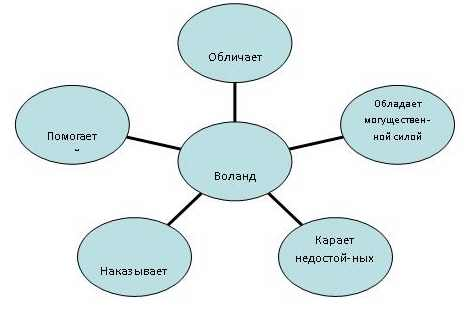 Обличает
Обладает
могуществен-
ной силой
Помогает
й
Воланд
Карает
недостой-ных
Наказывает